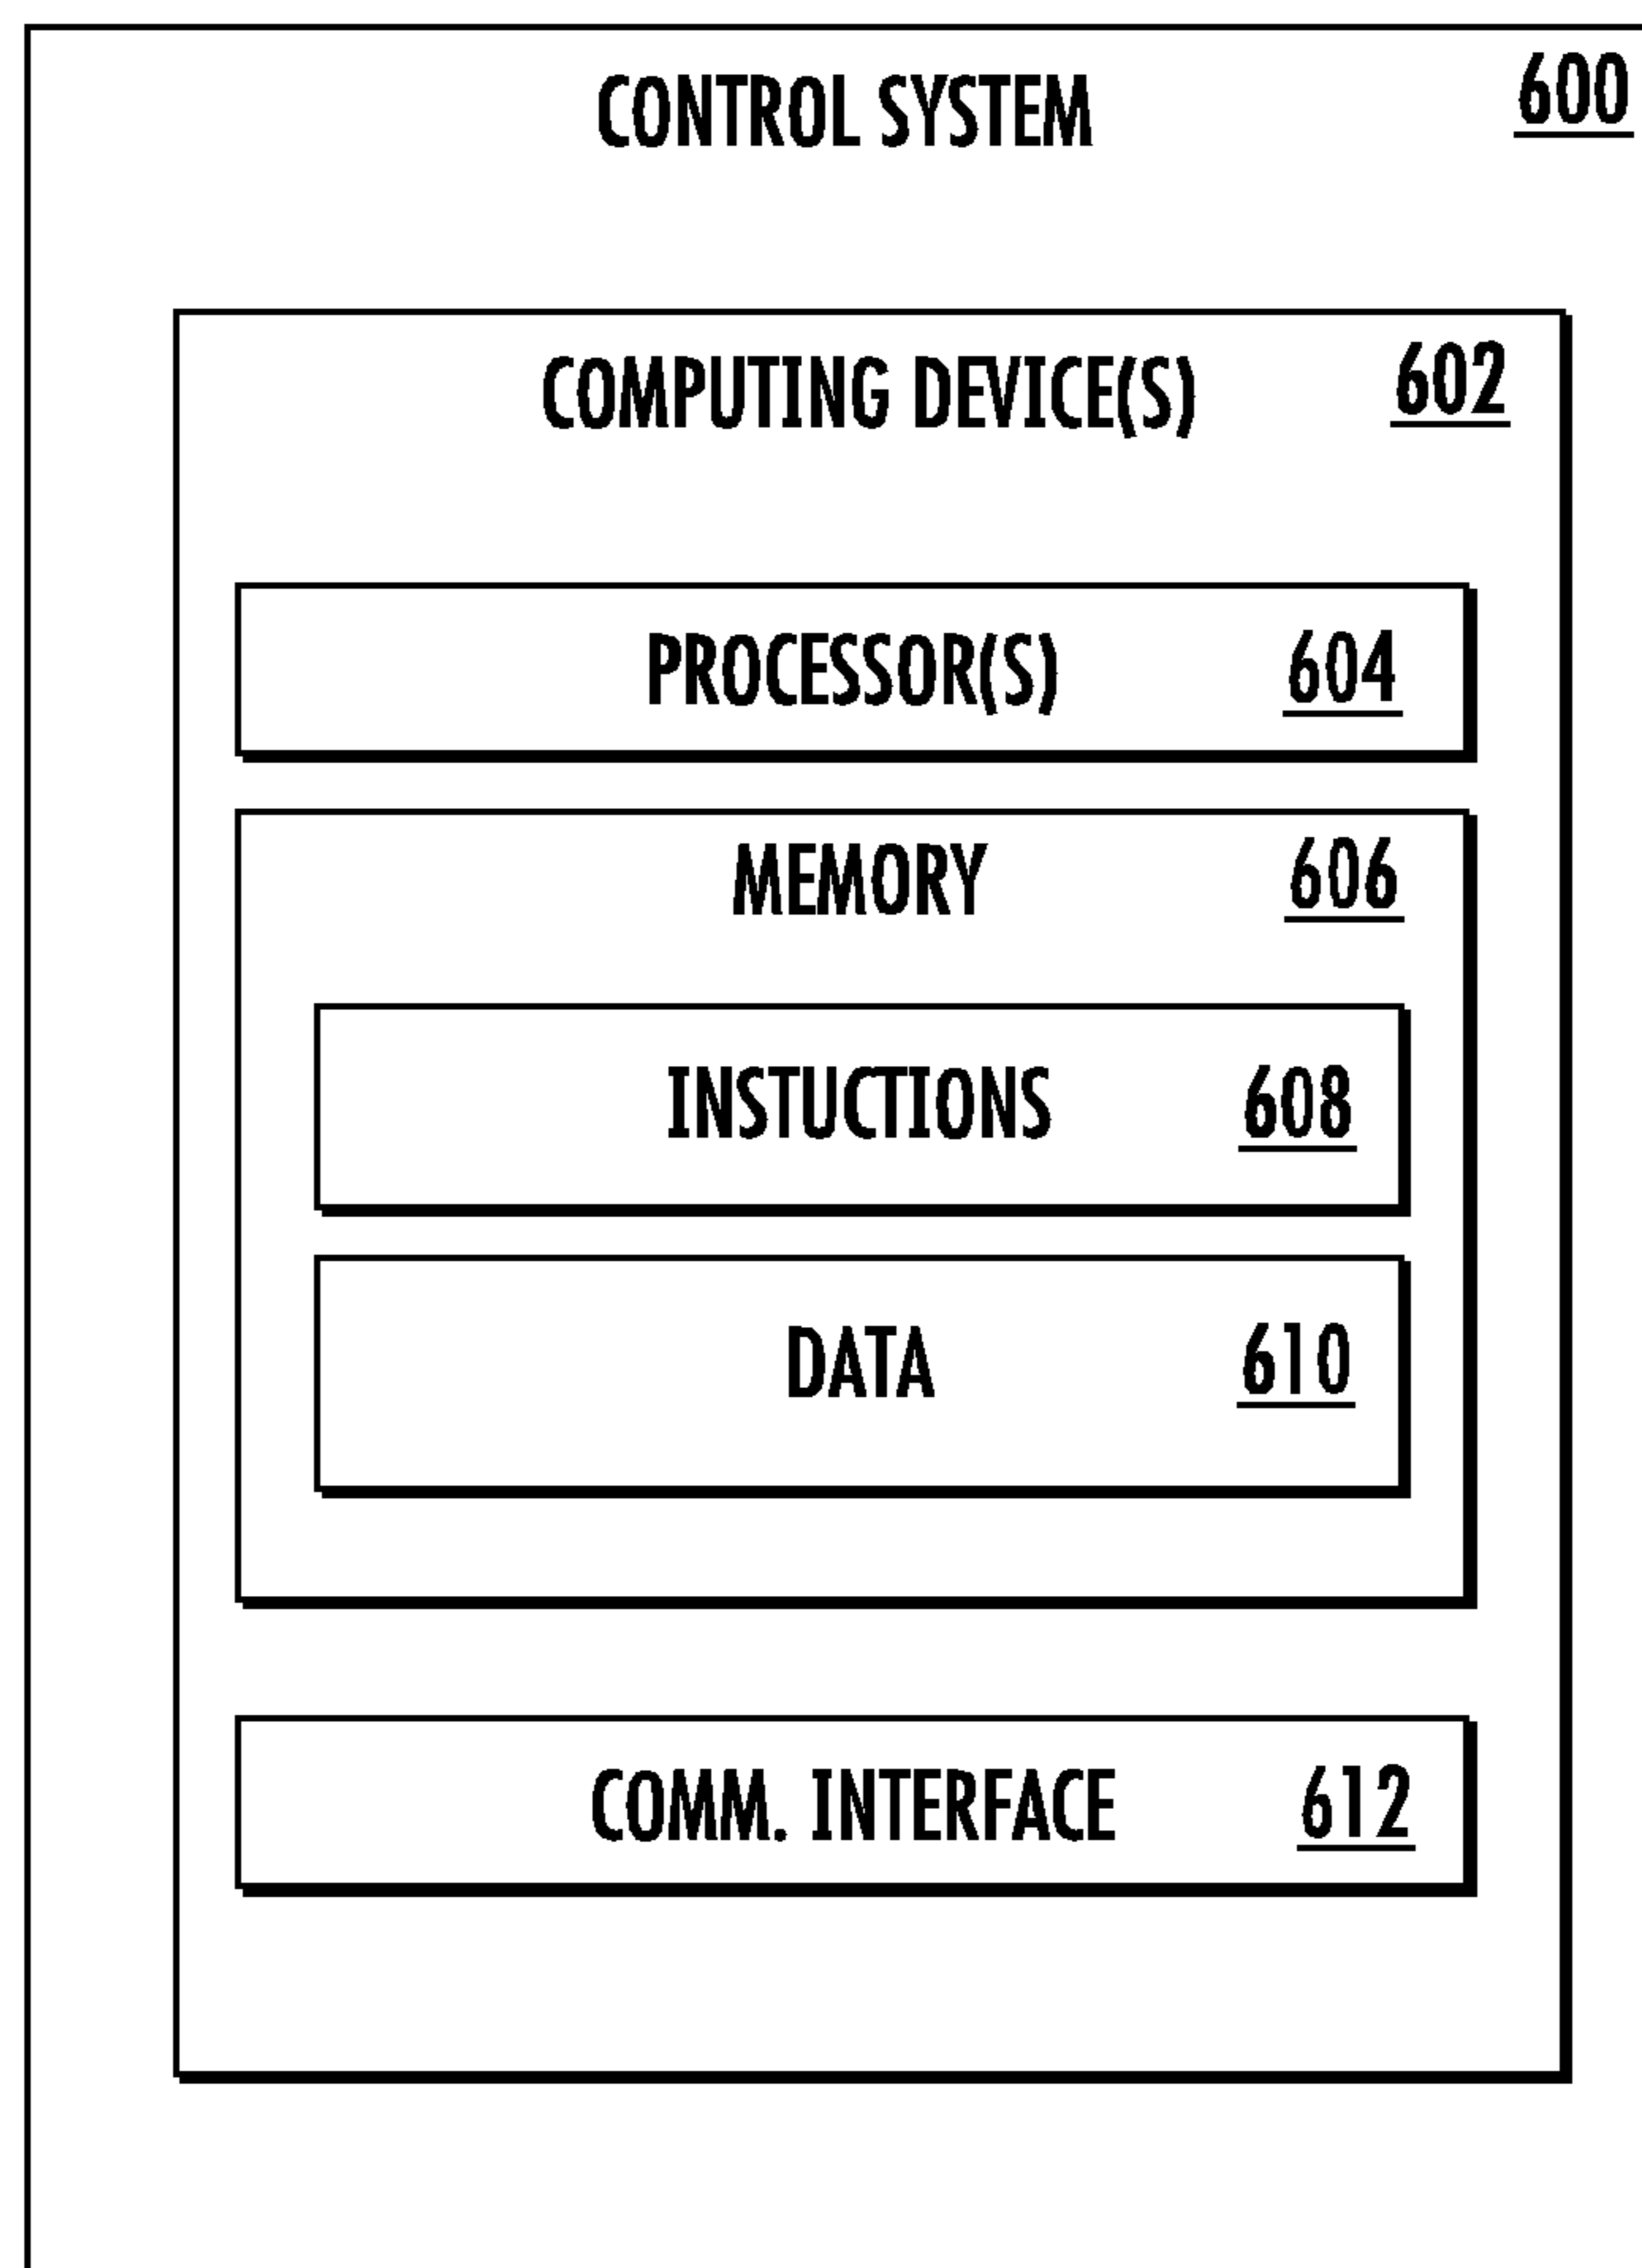 CONTROL SYSTEM 600
COMPUTING DEVICE(S) 602
PROCESSOR(S) 604
MEMORY 606
INSTUCTIONS 608
DATA 610
COMM. INTERFACE 612